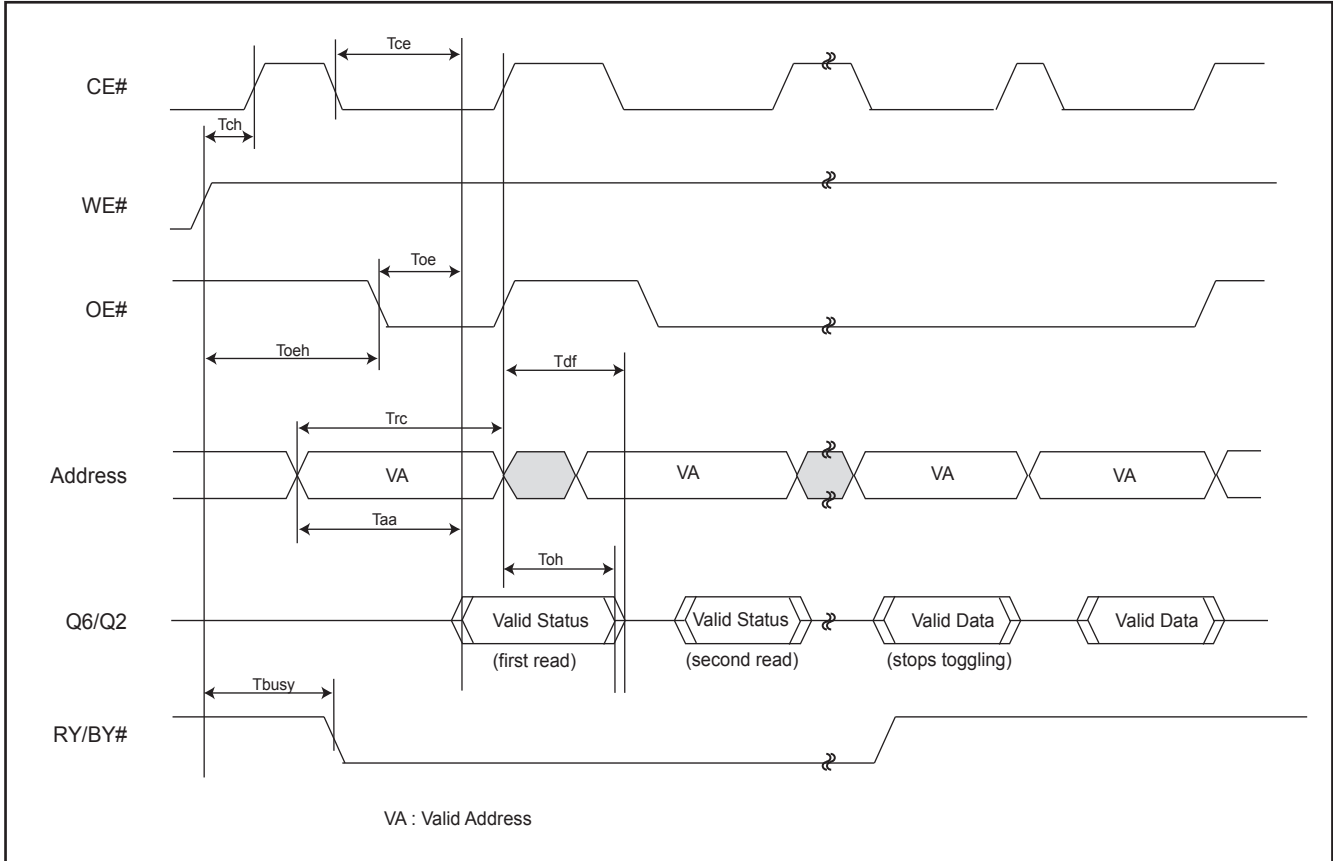 Tce
CE#
Tch
WE#
Toe
OE#
Toeh
Tdf
Trc
Address
VA
VA
VA
VA
Taa
Toh
Q6/Q2
Valid Status
Valid Status
Valid Data
Valid Data
(first read)
(second read)
(stops toggling)
Tbusy
RY/BY#
VA : Valid Address